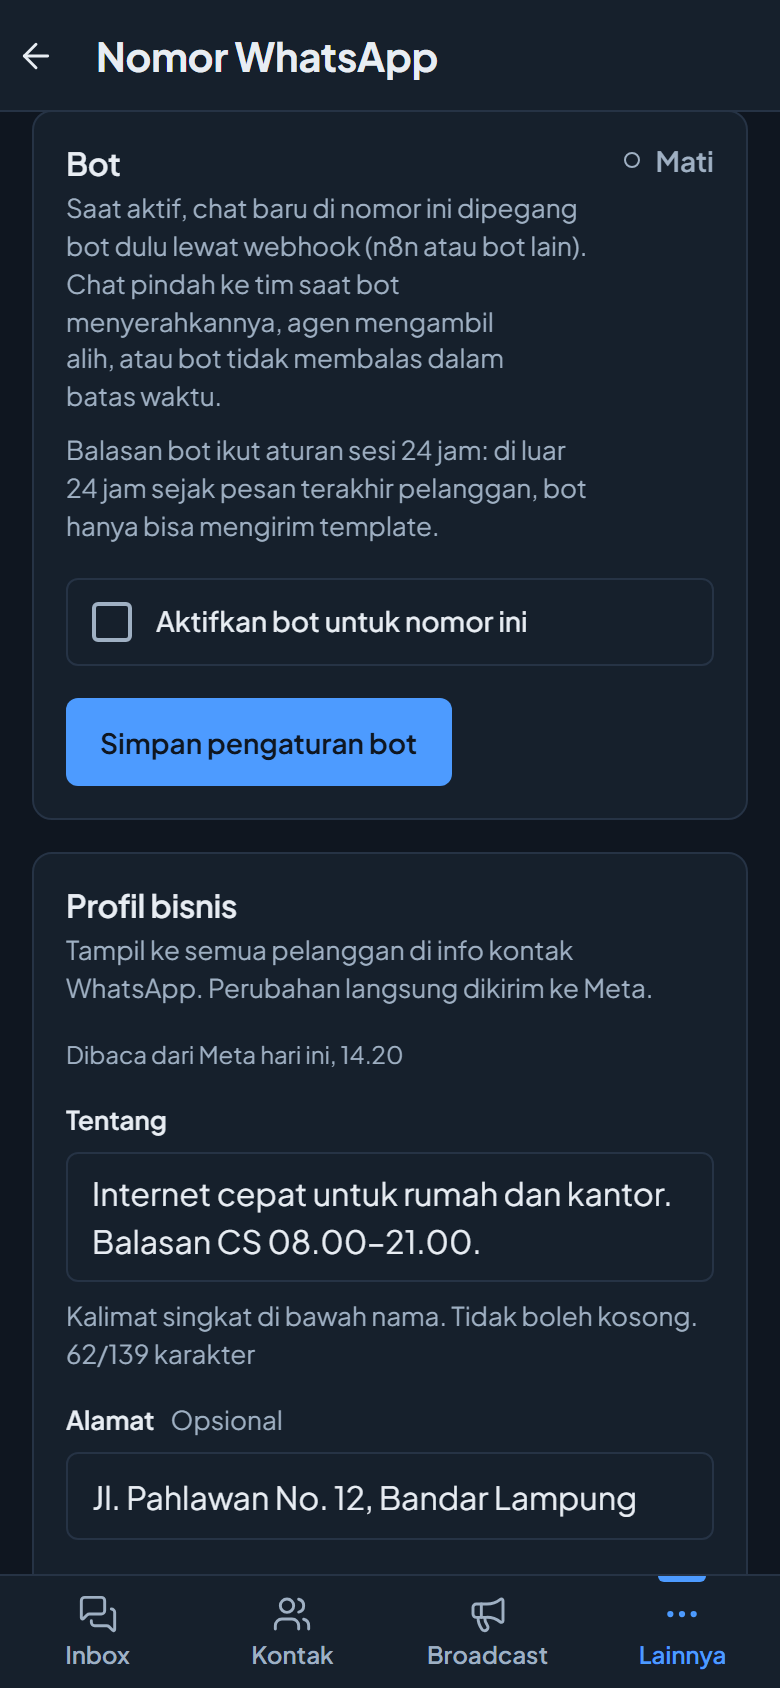 Nomor WhatsApp
Bot
Mati
Saat aktif, chat baru di nomor ini dipegang
bot dulu lewat webhook (n8n atau bot lain).
Chat pindah ke tim saat bot
menyerahkannya, agen mengambil
alih, atau bot tidak membalas dalam
batas waktu.
Balasan bot ikut aturan sesi 24 jam: di luar
24 jam sejak pesan terakhir pelanggan, bot
hanya bisa mengirim template.
Aktifkan bot untuk nomor ini
Simpan pengaturan bot
Profil bisnis
Tampil ke semua pelanggan di info kontak
WhatsApp. Perubahan langsung dikirim ke Meta.
Dibaca dari Meta hari ini, 14.20
Tentang
Internet cepat untuk rumah dan kantor.
Balasan CS 08.00–21.00.
Kalimat singkat di bawah nama. Tidak boleh kosong.
62/139 karakter
Alamat Opsional
Jl. Pahlawan No. 12, Bandar Lampung
Inbox
Kontak
Broadcast
Lainnya